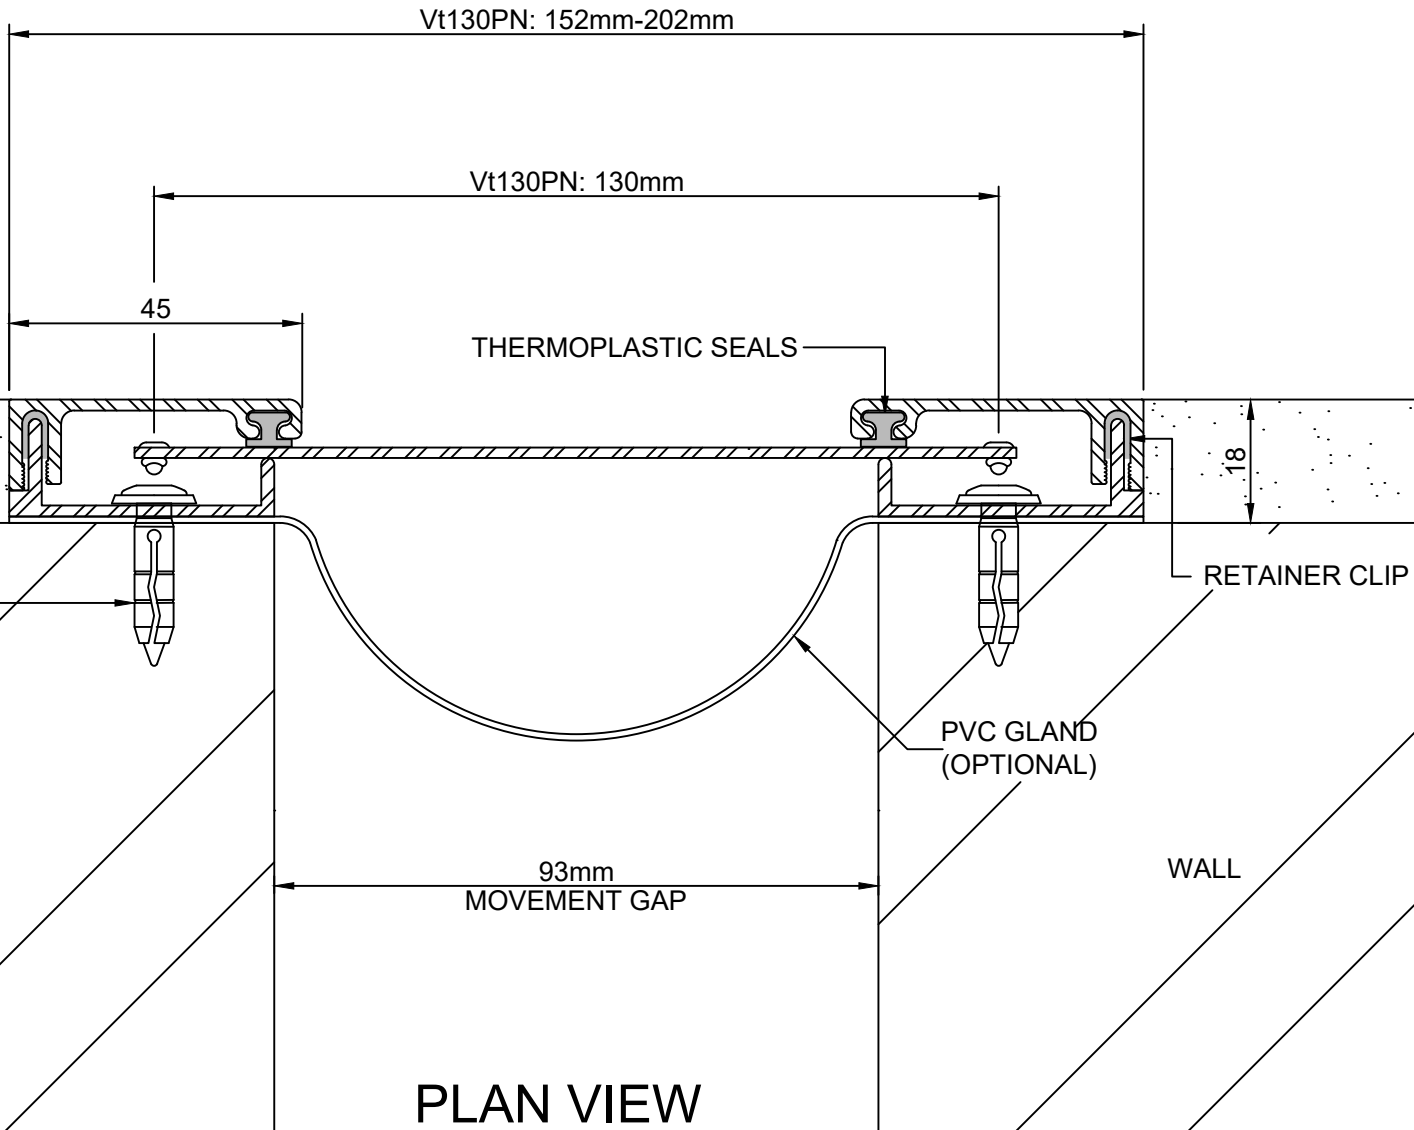 Vt130PN: 152mm-202mm
Vt130PN: 130mm
45
THERMOPLASTIC SEALS
18
RETAINER CLIP
PVC GLAND
(OPTIONAL)
93mm
MOVEMENT GAP
WALL
PLAN VIEW